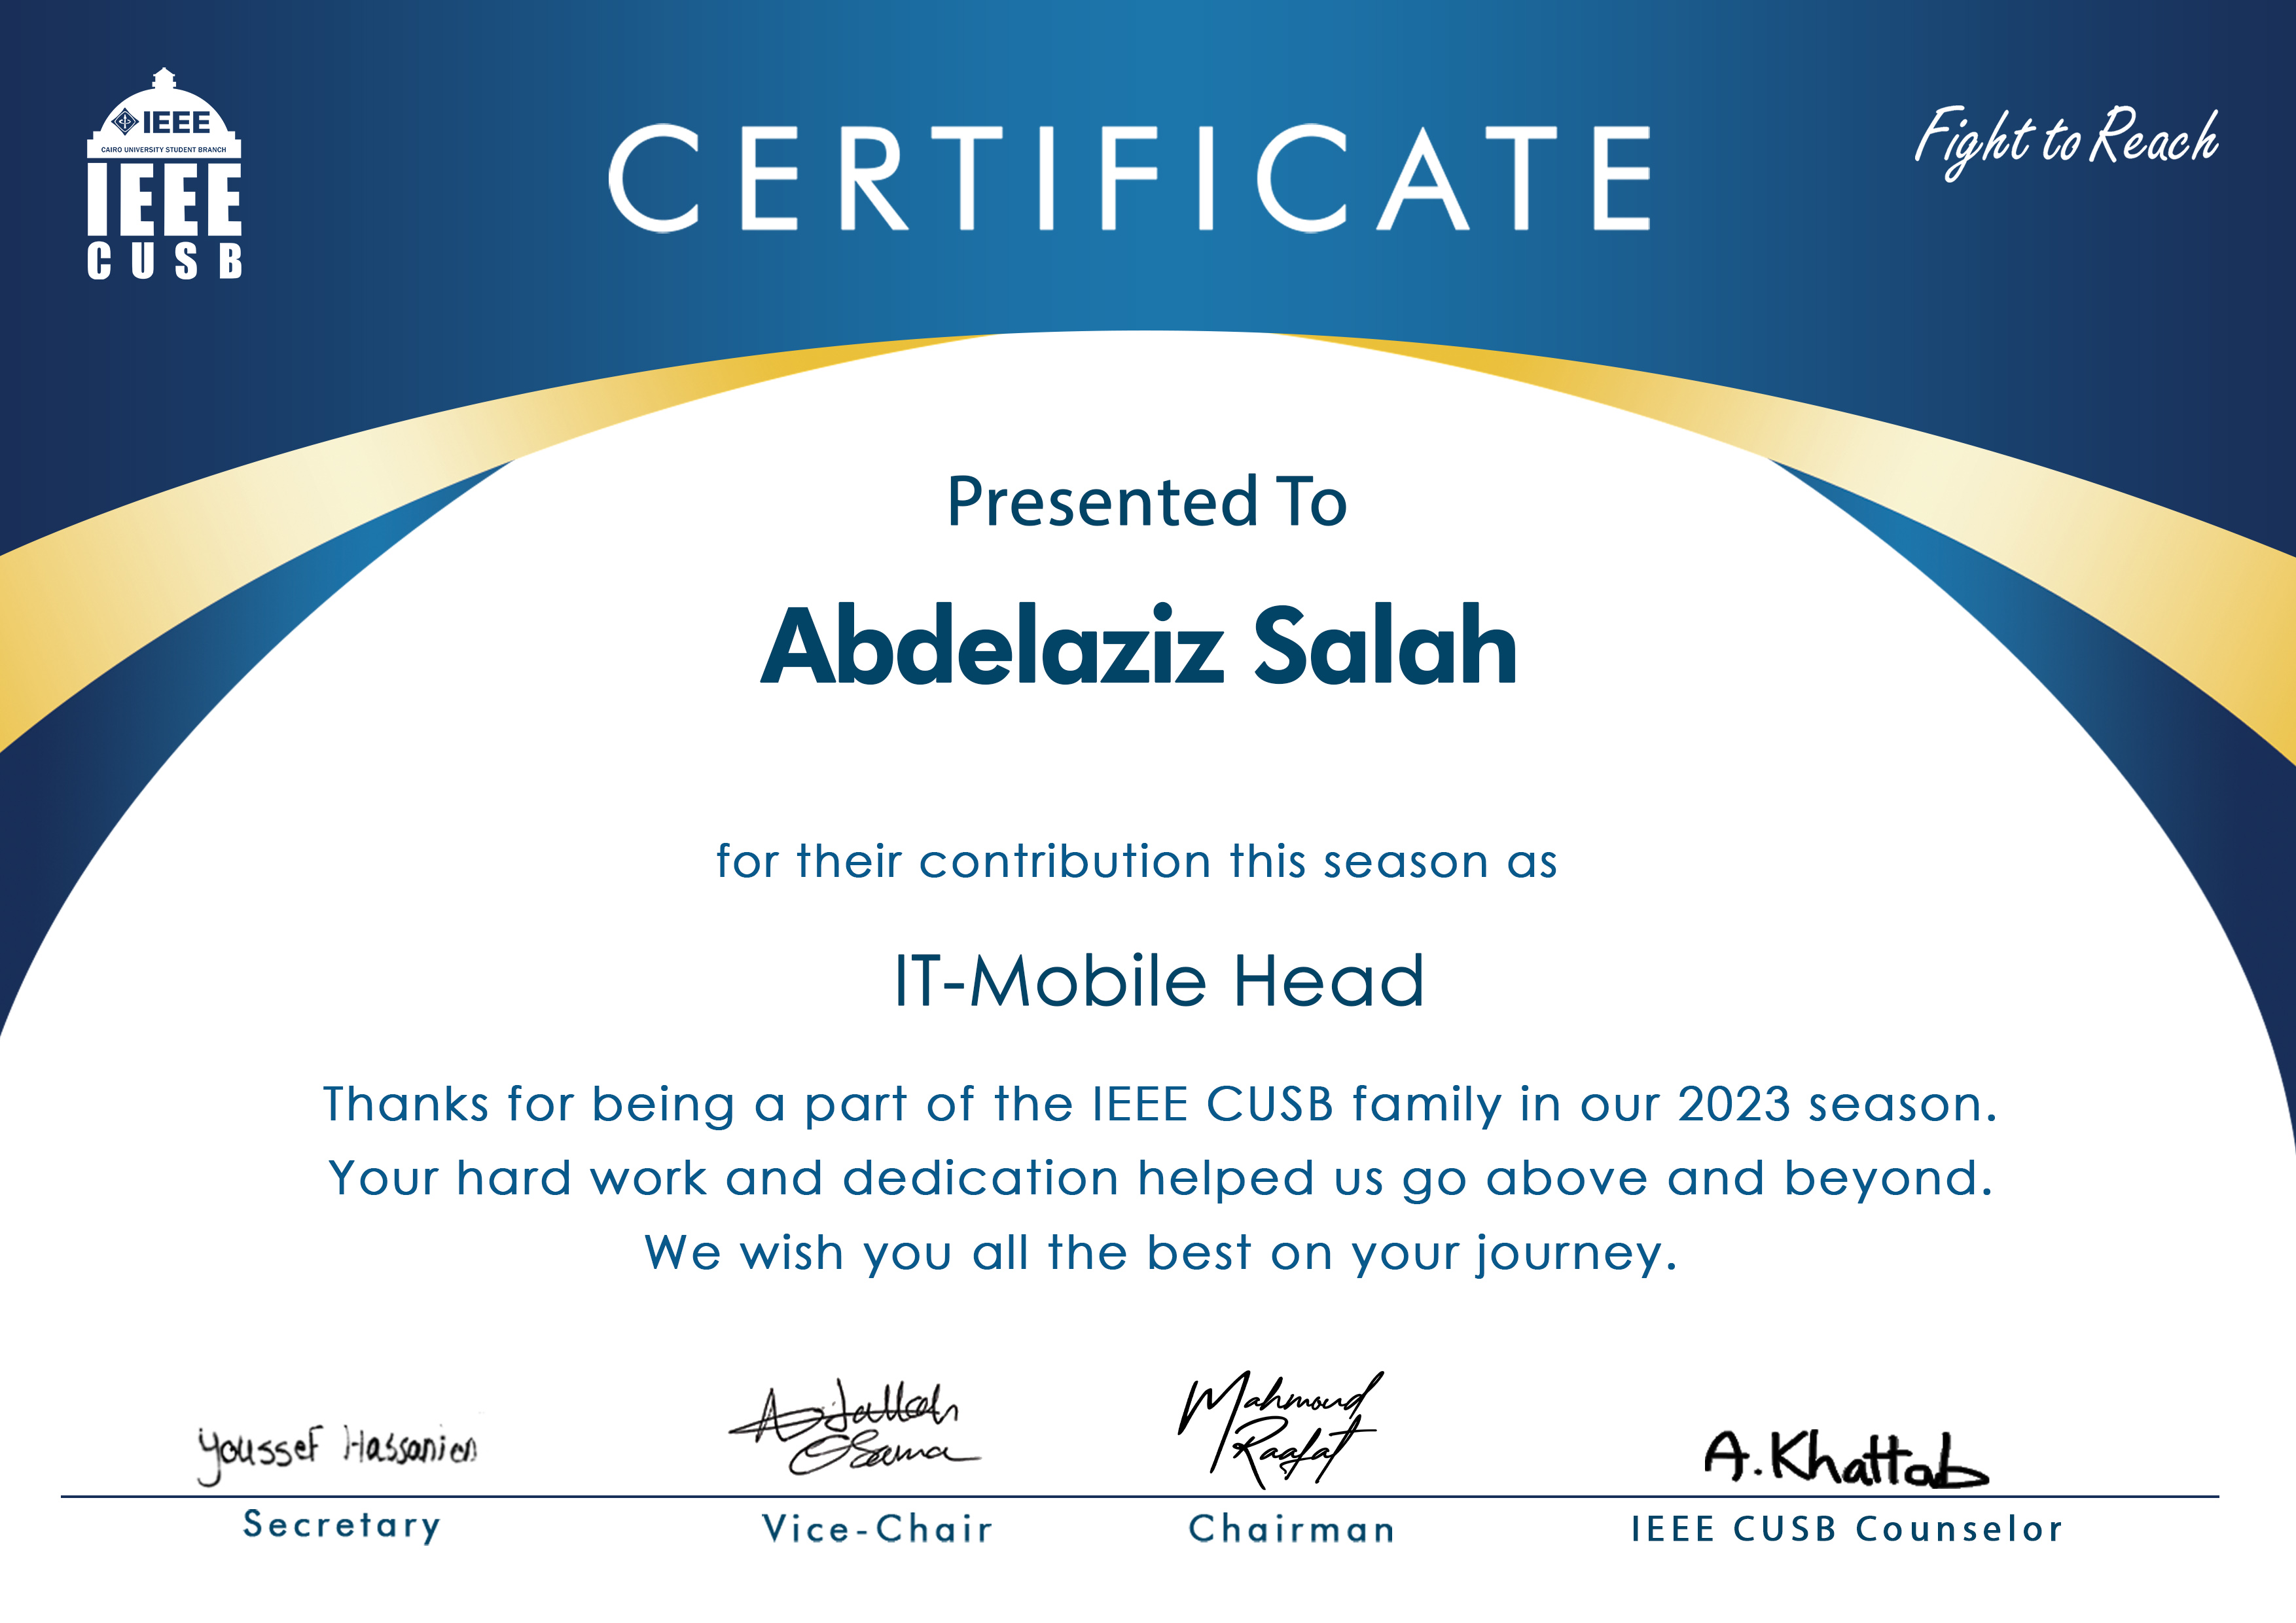 IEEE
CAIRO UNIVERSITY STUDENT BRANCH
IEEE
CUSB
CERTIFICATE
Fight to Reach
Presented To
Abdelaziz Salah
for their contribution this season as
IT-Mobile Head
Thanks for being a part of the IEEE CUSB family in our 2023 season.
Your hard work and dedication helped us go above and beyond.
We wish you all the best on your journey.
Youssef Hassanien
Abdallah
Osama
Mahmoud
Raafat
A.Khattab
Secretary
Vice-Chair
Chairman
IEEE CUSB Counselor